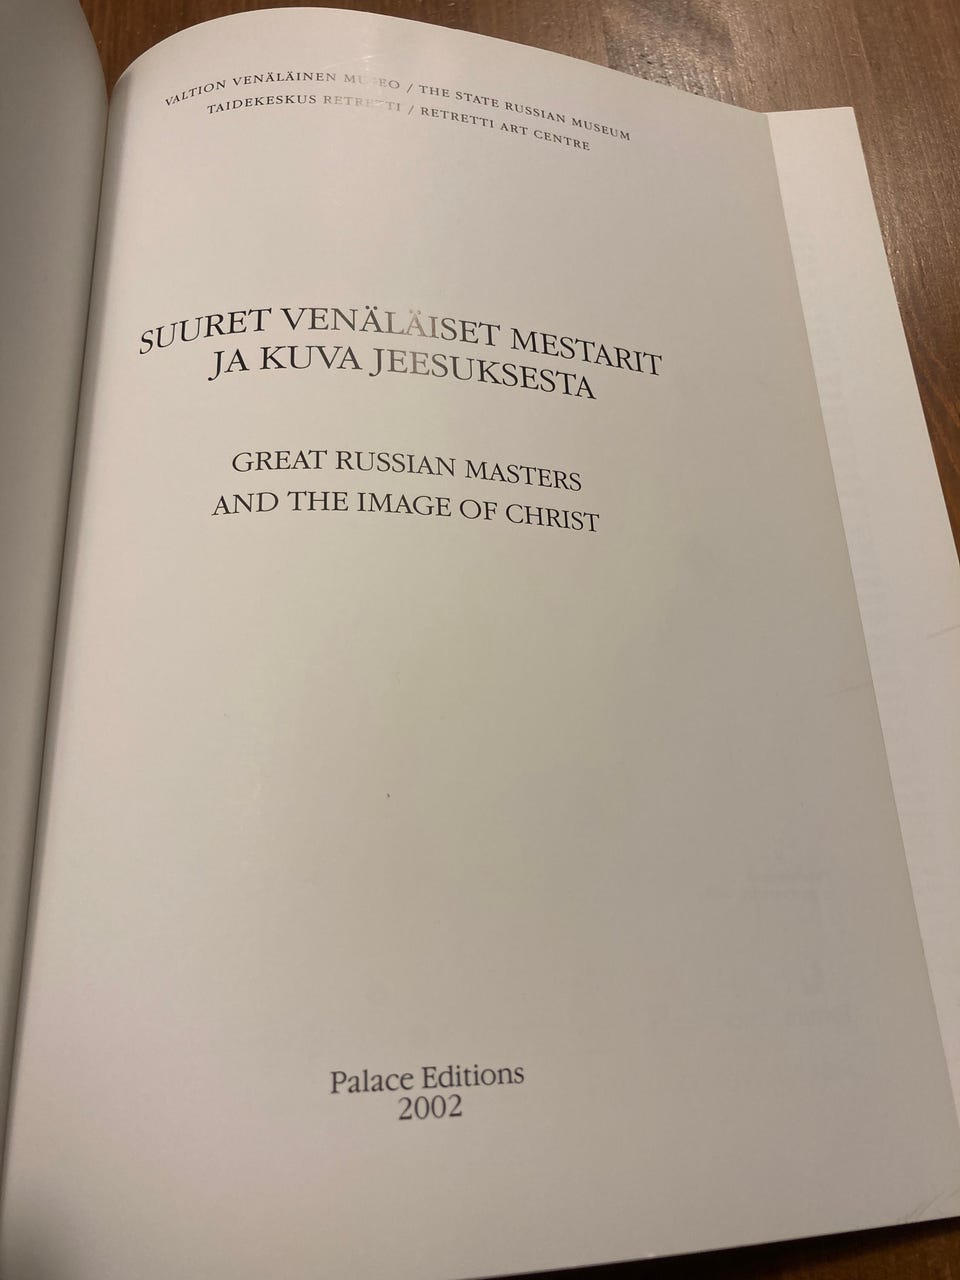 VALTION VENÄLÄINEN MUSEO / THE STATE RUSSIAN MUSEUM
TAIDEKESKUS RETRETTI / RETRETTI ART CENTRE
SUURET VENÄLÄISET MESTARIT
JA KUVA JEESUKSESTA
GREAT RUSSIAN MASTERS
AND THE IMAGE OF CHRIST
Palace Editions
2002